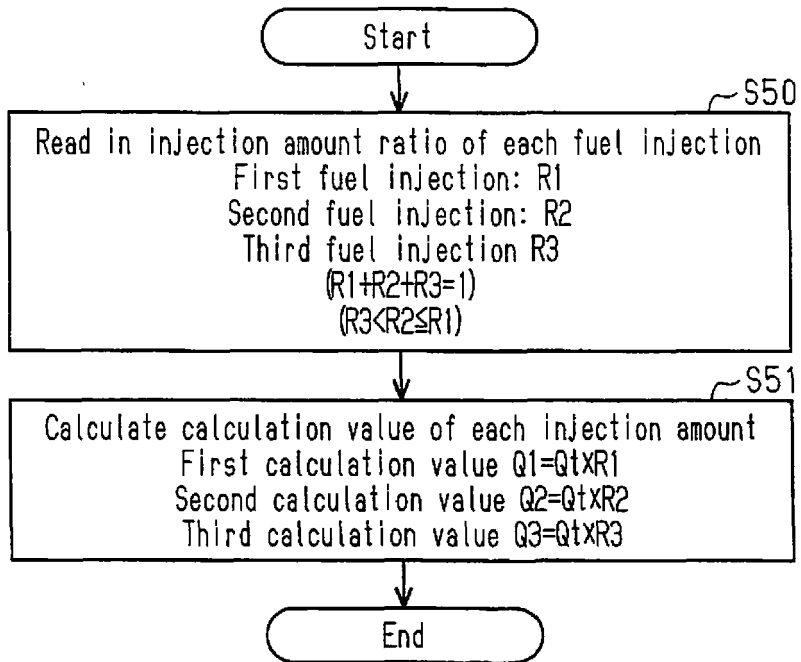 Start
S50
Read in injection amount ratio of each fuel injection
First fuel injection: R1
Second fuel injection: R2
Third fuel injection R3
(R1+R2+R3=1)
(R3<R2≦R1)
S51
Calculate calculation value of each injection amount
First calculation value Q1=Qt×R1
Second calculation value Q2=Qt×R2
Third calculation value Q3=Qt×R3
End